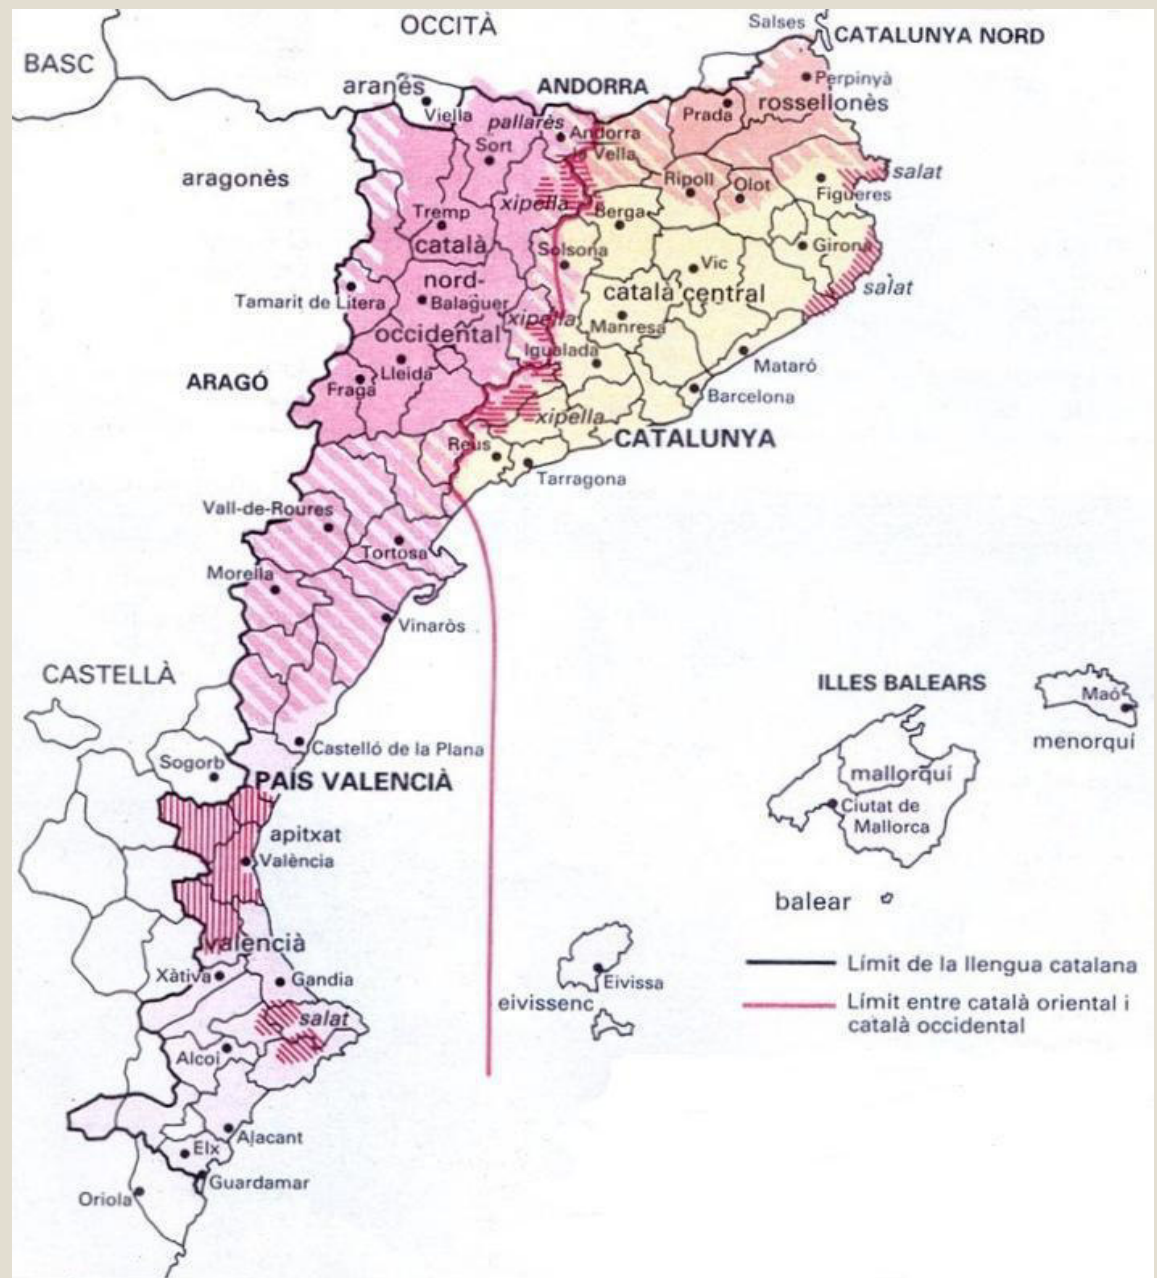 OCCITÀ
Salses
CATALUNYA NORD
BASC
aranés
ANDORRA
Perpinyà
Viella
Prada
rossellonès
pallarès
Andorra
la Vella
Sort
aragonès
Ripoll
Olot
salat
Figueres
xipella
Tremp
Berga
català
Solsona
Girona
Vic
nord-
Tamarit de Litera
Balaguer
català central
salat
xipella
Manresa
occidental
Igualada
Mataró
ARAGÓ
Lleida
Fraga
Barcelona
xipella
CATALUNYA
Reus
Tarragona
Vall-de-Roures
Tortosa
Morella
Vinaròs
CASTELLÀ
ILLES BALEARS
Maó
menorquí
Castelló de la Plana
Sogorb
PAÍS VALENCIÀ
mallorquí
Ciutat de
Mallorca
apitxat
València
balear
valencià
Xàtiva
Gandia
Eivissa
eivissenc
salat
Alcoi
Alacant
Elx
Guardamar
Oriola
Límit de la llengua catalana
Límit entre català oriental i
català occidental